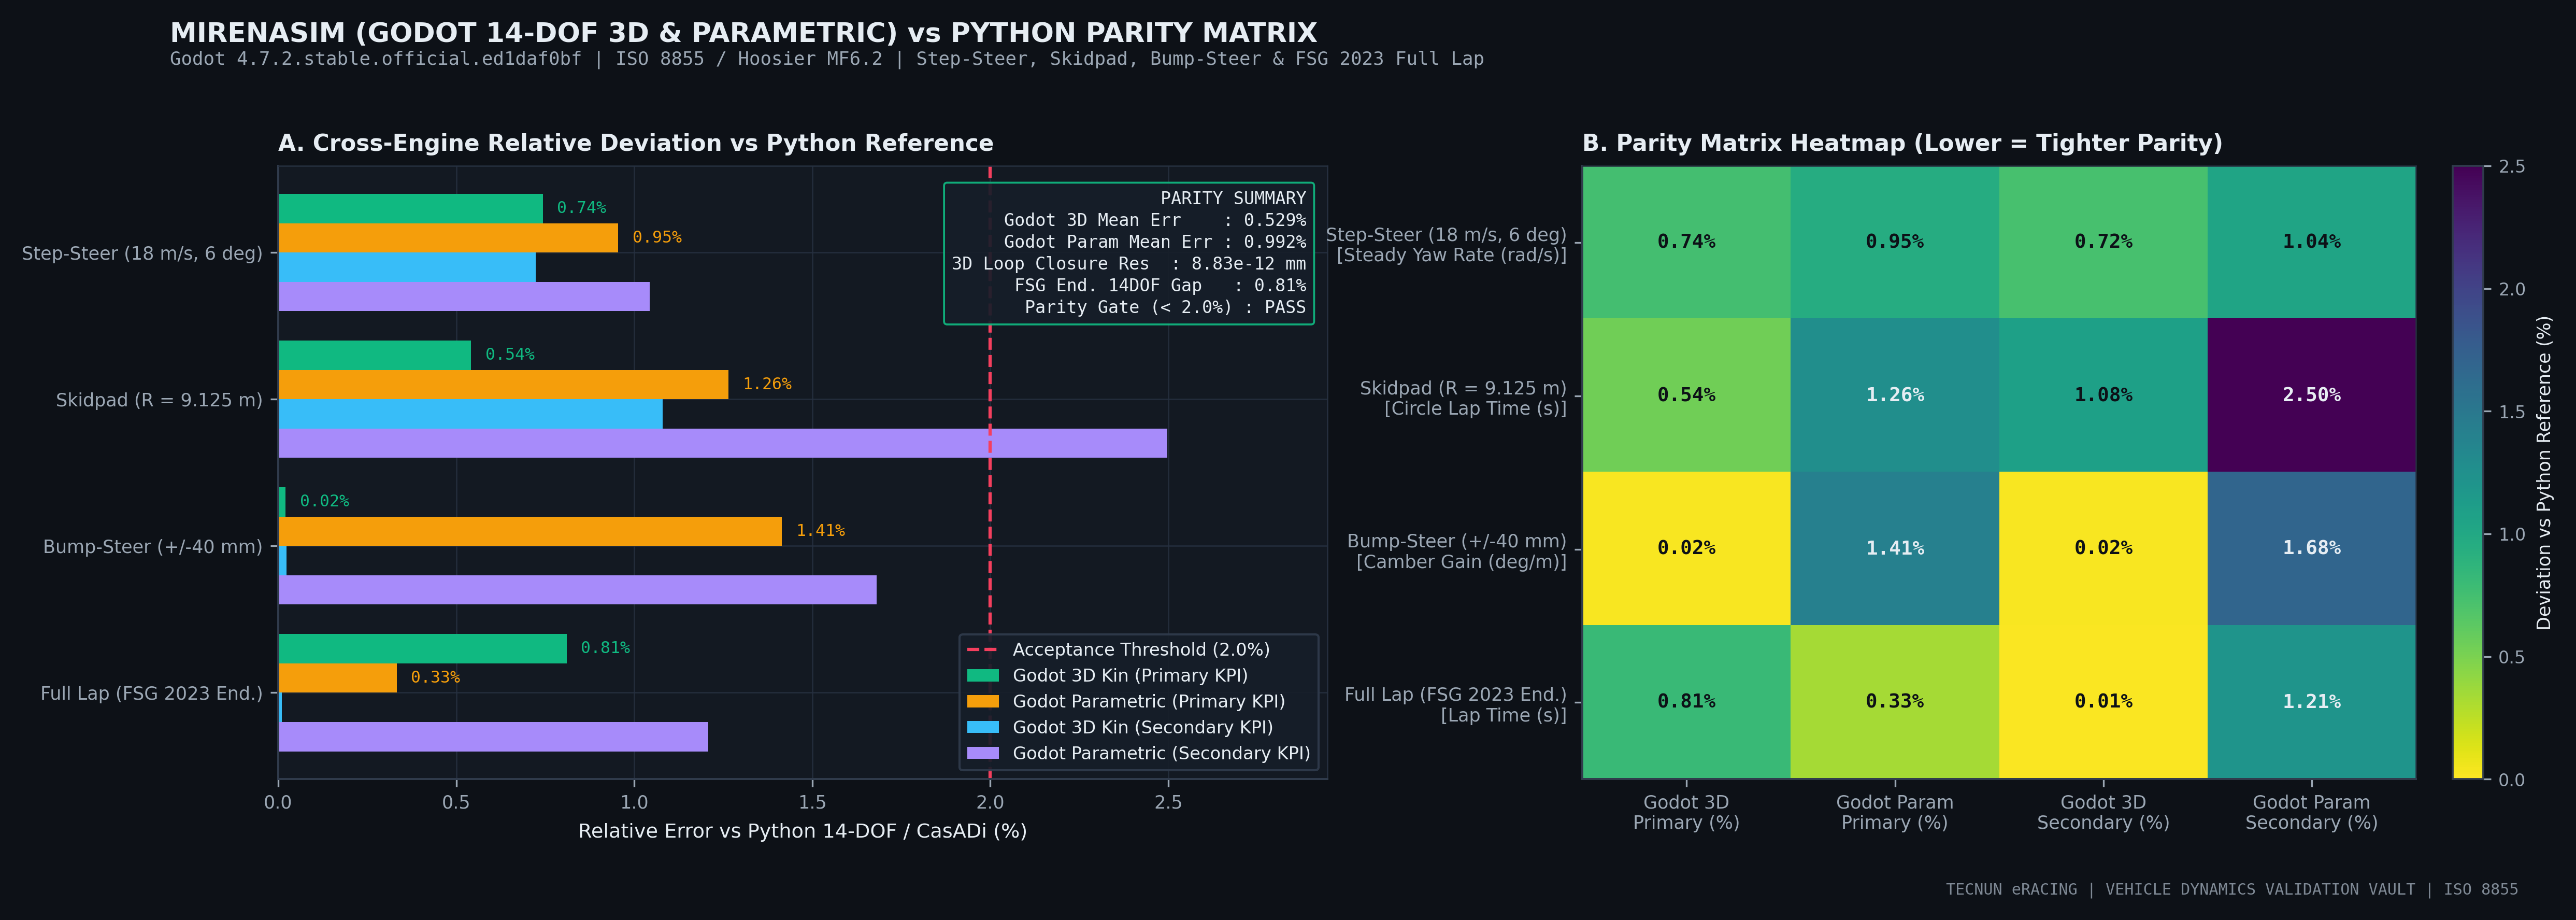 MIRENASIM (GODOT 14-DOF 3D & PARAMETRIC) vs PYTHON PARITY MATRIX
Godot 4.7.2.stable.official.ed1daf0bf | ISO 8855 / Hoosier MF6.2 | Step-Steer, Skidpad, Bump-Steer & FSG 2023 Full Lap
A. Cross-Engine Relative Deviation vs Python Reference
Step-Steer (18 m/s, 6 deg)
Skidpad (R = 9.125 m)
Bump-Steer (+/-40 mm)
Full Lap (FSG 2023 End.)
0.74%
0.95%
0.54%
1.26%
0.02%
1.41%
0.81%
0.33%
PARITY SUMMARY
Godot 3D Mean Err : 0.529%
Godot Param Mean Err : 0.992%
3D Loop Closure Res : 8.83e-12 mm
FSG End. 14DOF Gap : 0.81%
Parity Gate (< 2.0%) : PASS
Acceptance Threshold (2.0%)
Godot 3D Kin (Primary KPI)
Godot Parametric (Primary KPI)
Godot 3D Kin (Secondary KPI)
Godot Parametric (Secondary KPI)
0.0 0.5 1.0 1.5 2.0 2.5
Relative Error vs Python 14-DOF / CasADi (%)
B. Parity Matrix Heatmap (Lower = Tighter Parity)
Step-Steer (18 m/s, 6 deg)
[Steady Yaw Rate (rad/s)]
0.74% 0.95% 0.72% 1.04%
Skidpad (R = 9.125 m)
[Circle Lap Time (s)]
0.54% 1.26% 1.08% 2.50%
Bump-Steer (+/-40 mm)
[Camber Gain (deg/m)]
0.02% 1.41% 0.02% 1.68%
Full Lap (FSG 2023 End.)
[Lap Time (s)]
0.81% 0.33% 0.01% 1.21%
Godot 3D
Primary (%)
Godot Param
Primary (%)
Godot 3D
Secondary (%)
Godot Param
Secondary (%)
2.5
2.0
1.5
1.0
0.5
0.0
Deviation vs Python Reference (%)
TECNUN eRACING | VEHICLE DYNAMICS VALIDATION VAULT | ISO 8855